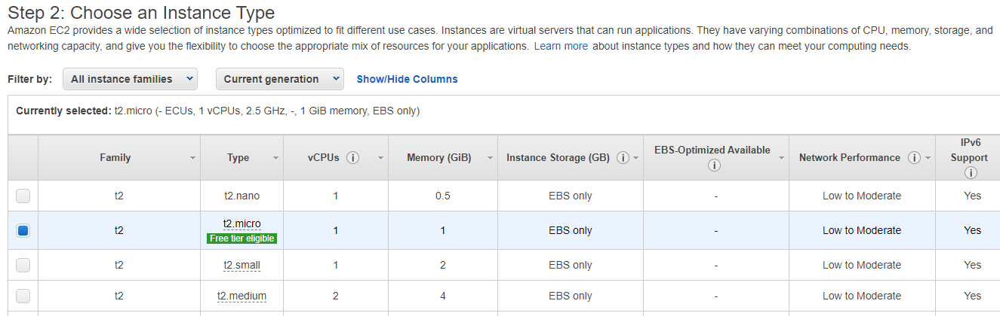 Step 2: Choose an Instance Type
Amazon EC2 provides a wide selection of instance types optimized to fit different use cases. Instances are virtual servers that can run applications. They have varying combinations of CPU, memory, storage, and
networking capacity, and give you the flexibility to choose the appropriate mix of resources for your applications. Learn more about instance types and how they can meet your computing needs.
Filter by: All instance families Current generation Show/Hide Columns
Currently selected: t2.micro (- ECUs, 1 vCPUs, 2.5 GHz, -, 1 GiB memory, EBS only)
Family Type vCPUs Memory (GiB) Instance Storage (GB) EBS-Optimized Available Network Performance IPv6 Support
t2 t2.nano 1 0.5 EBS only - Low to Moderate Yes
t2 t2.micro Free tier eligible 1 1 EBS only - Low to Moderate Yes
t2 t2.small 1 2 EBS only - Low to Moderate Yes
t2 t2.medium 2 4 EBS only - Low to Moderate Yes